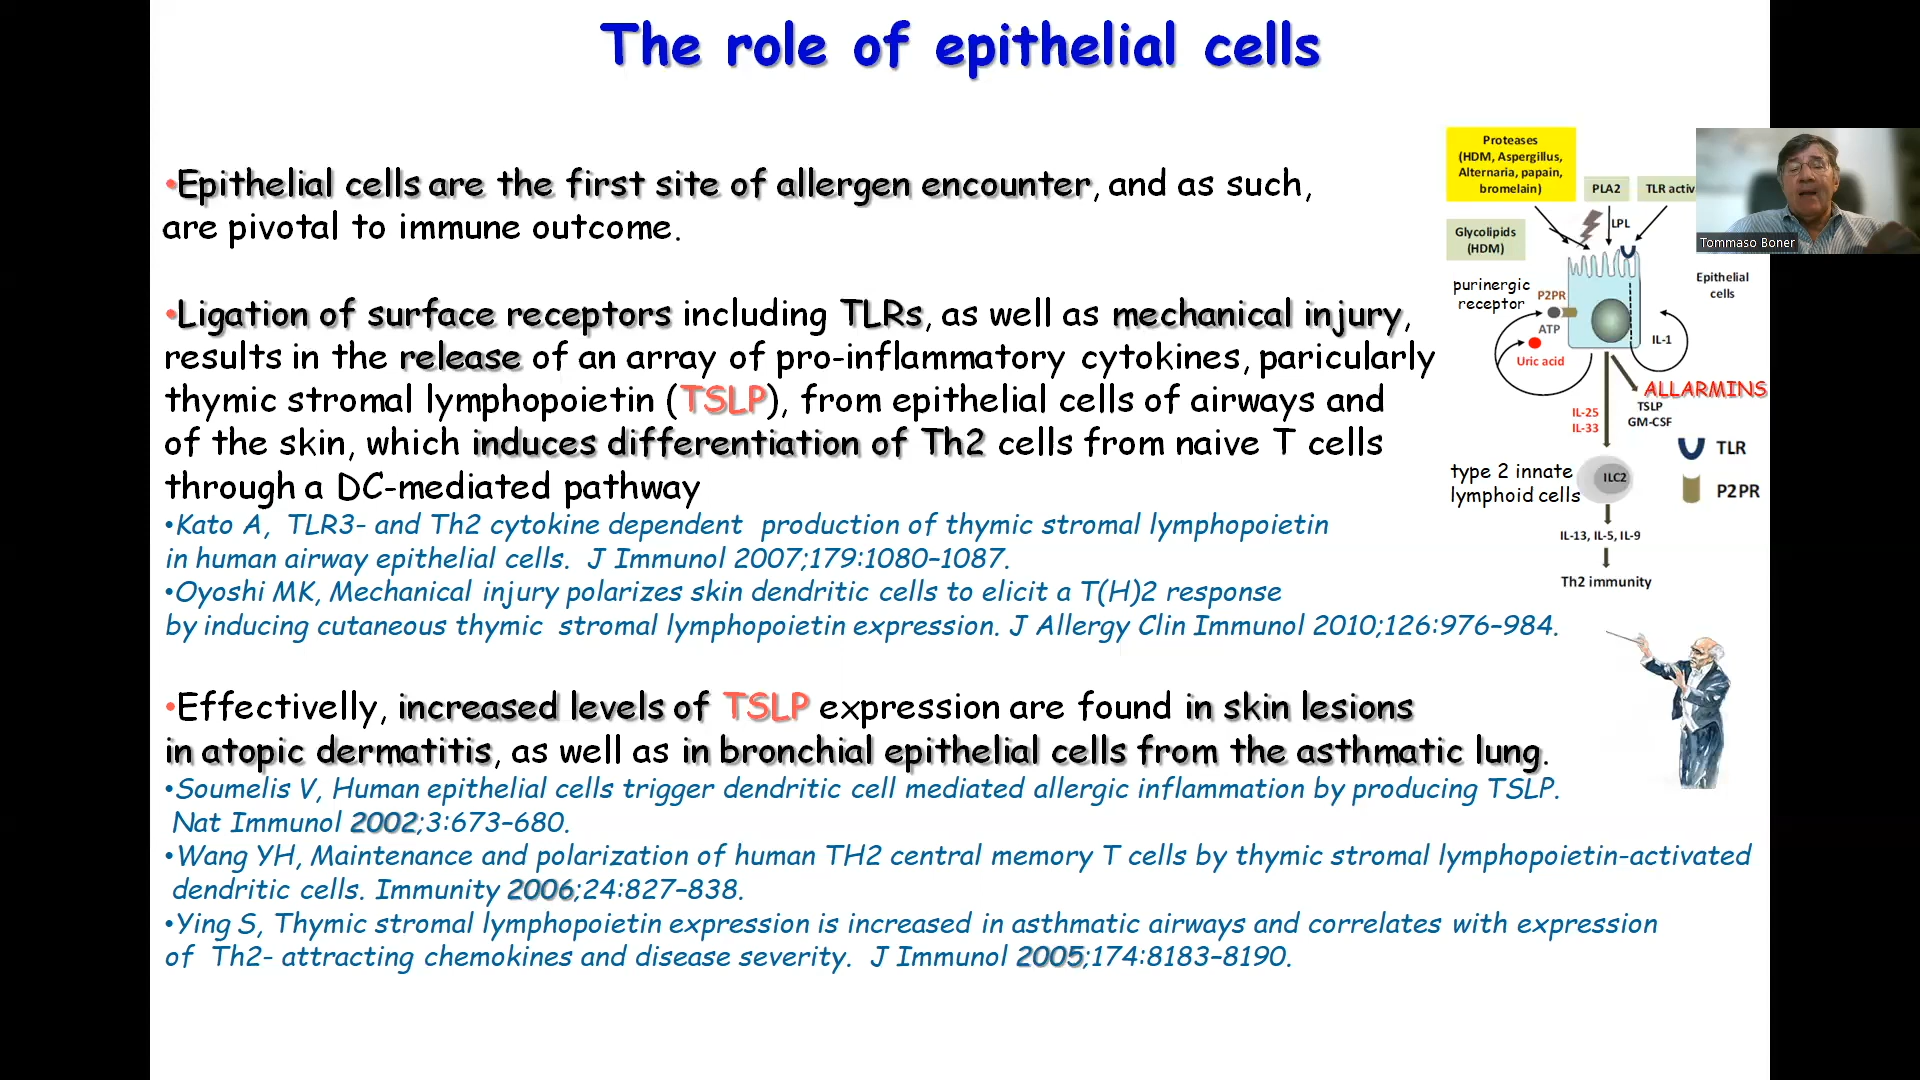 The role of epithelial cells
•Epithelial cells are the first site of allergen encounter, and as such,
are pivotal to immune outcome.
•Ligation of surface receptors including TLRs, as well as mechanical injury,
results in the release of an array of pro-inflammatory cytokines, paricularly
thymic stromal lymphopoietin (TSLP), from epithelial cells of airways and
of the skin, which induces differentiation of Th2 cells from naive T cells
through a DC-mediated pathway
•Kato A, TLR3- and Th2 cytokine dependent production of thymic stromal lymphopoietin
in human airway epithelial cells. J Immunol 2007;179:1080–1087.
•Oyoshi MK, Mechanical injury polarizes skin dendritic cells to elicit a T(H)2 response
by inducing cutaneous thymic stromal lymphopoietin expression. J Allergy Clin Immunol 2010;126:976–984.
•Effectivelly, increased levels of TSLP expression are found in skin lesions
in atopic dermatitis, as well as in bronchial epithelial cells from the asthmatic lung.
•Soumelis V, Human epithelial cells trigger dendritic cell mediated allergic inflammation by producing TSLP.
Nat Immunol 2002;3:673–680.
•Wang YH, Maintenance and polarization of human TH2 central memory T cells by thymic stromal lymphopoietin-activated
dendritic cells. Immunity 2006;24:827–838.
•Ying S, Thymic stromal lymphopoietin expression is increased in asthmatic airways and correlates with expression
of Th2- attracting chemokines and disease severity. J Immunol 2005;174:8183–8190.
Proteases
(HDM, Aspergillus,
Alternaria, papain,
bromelain)
PLA2
TLR activ
LPL
Glycolipids
(HDM)
Tommaso Boner
Epithelial
cells
purinergic
receptor
P2PR
ATP
Uric acid
IL-1
ALLARMINS
TSLP
GM-CSF
IL-25
IL-33
TLR
P2PR
type 2 innate
lymphoid cells
ILC2
IL-13, IL-5, IL-9
Th2 immunity